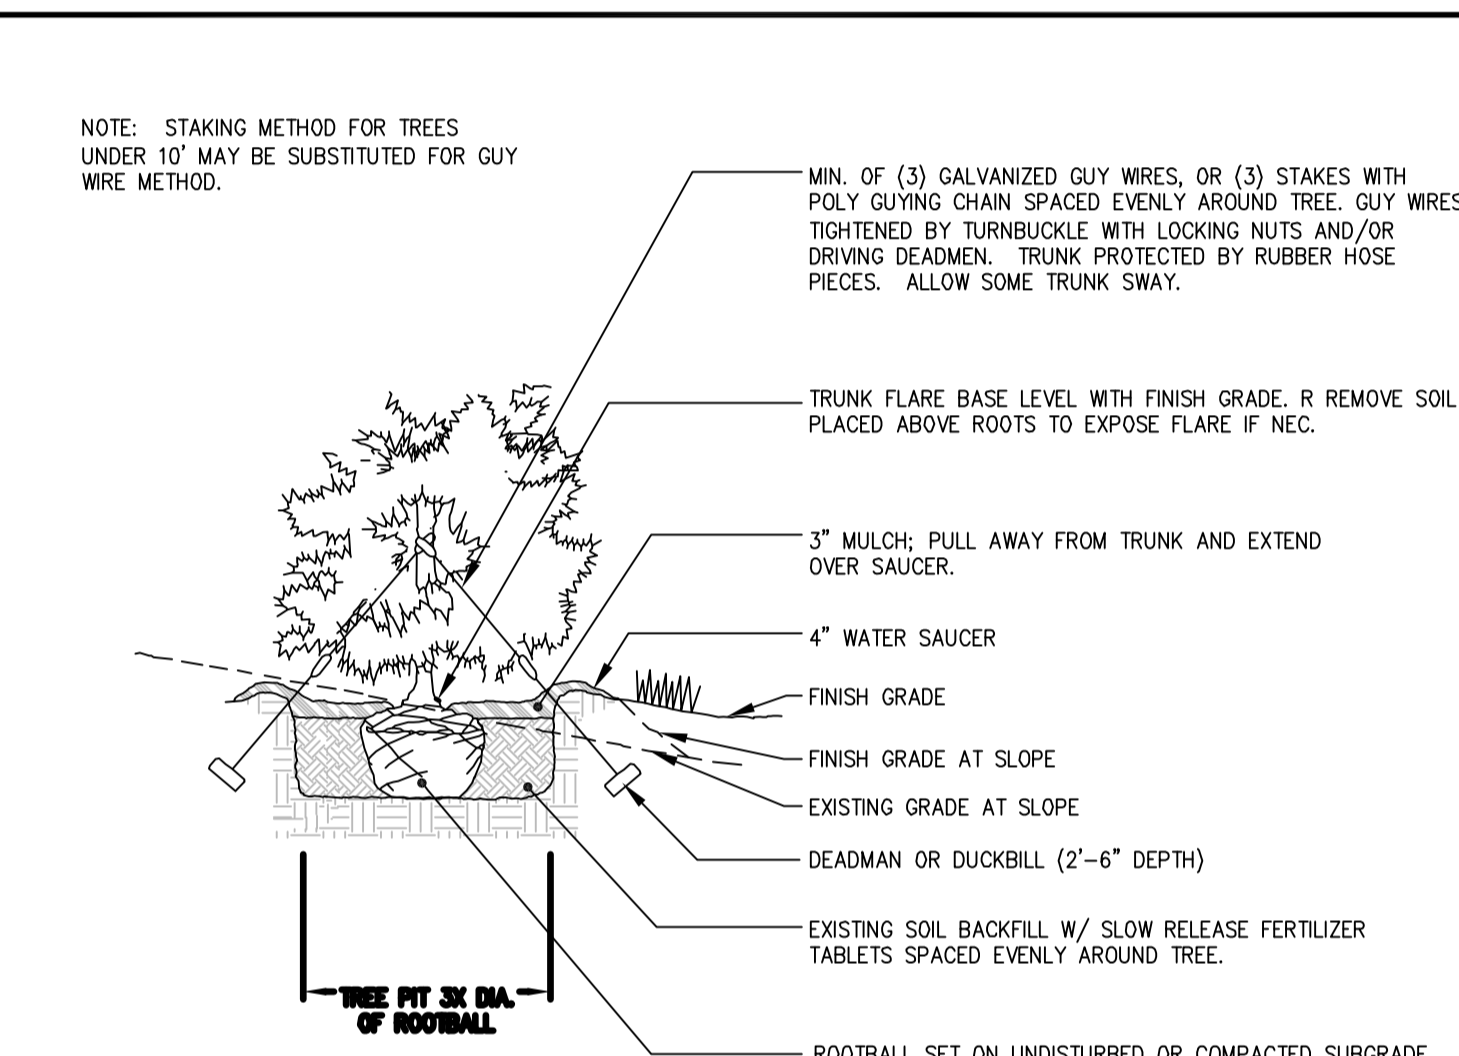 NOTE: STAKING METHOD FOR TREES
UNDER 10' MAY BE SUBSTITUTED FOR GUY
WIRE METHOD.
MIN. OF (3) GALVANIZED GUY WIRES, OR (3) STAKES WITH
POLY GUYING CHAIN SPACED EVENLY AROUND TREE. GUY WIRES
TIGHTENED BY TURNBUCKLE WITH LOCKING NUTS AND/OR
DRIVING DEADMEN. TRUNK PROTECTED BY RUBBER HOSE
PIECES. ALLOW SOME TRUNK SWAY.
TRUNK FLARE BASE LEVEL WITH FINISH GRADE. R REMOVE SOIL
PLACED ABOVE ROOTS TO EXPOSE FLARE IF NEC.
3" MULCH; PULL AWAY FROM TRUNK AND EXTEND
OVER SAUCER.
4" WATER SAUCER
FINISH GRADE
FINISH GRADE AT SLOPE
EXISTING GRADE AT SLOPE
DEADMAN OR DUCKBILL (2'-6" DEPTH)
EXISTING SOIL BACKFILL W/ SLOW RELEASE FERTILIZER
TABLETS SPACED EVENLY AROUND TREE.
TREE PIT 3X DIA.
OF ROOTBALL
ROOTBALL SET ON UNDISTURBED OR COMPACTED SUBGRADE